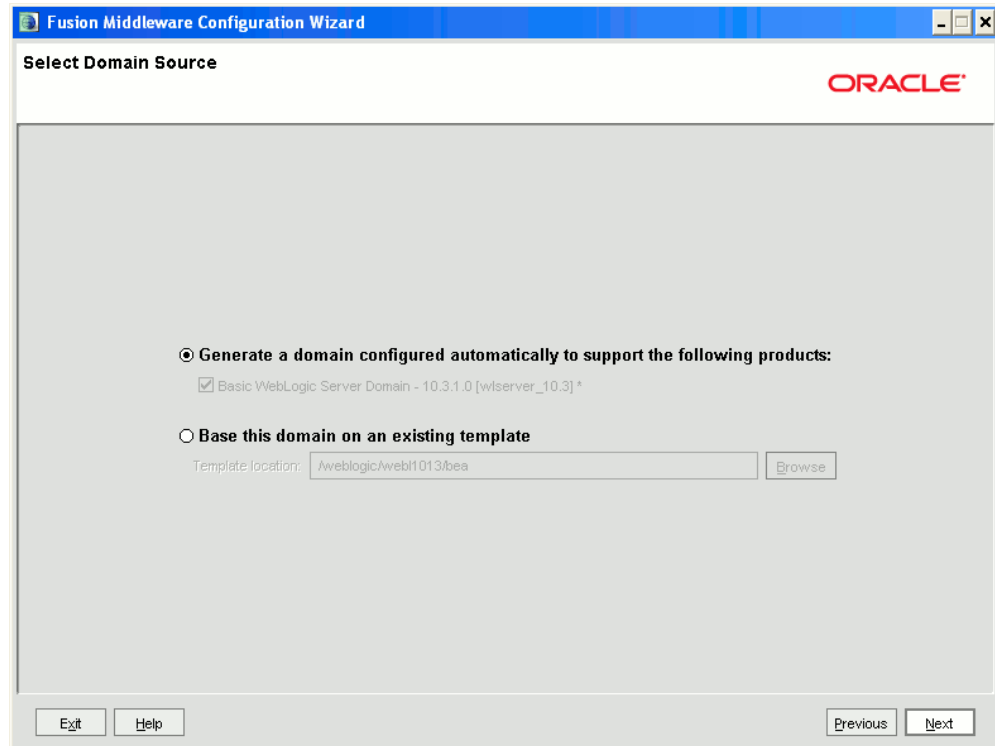 Fusion Middleware Configuration Wizard
Select Domain Source
ORACLE
Generate a domain configured automatically to support the following products:
Basic WebLogic Server Domain - 10.3.1.0 [wlserver_10.3] *
Base this domain on an existing template
Template location: /weblogic/webl1013/bea Browse
Exit Help Previous Next